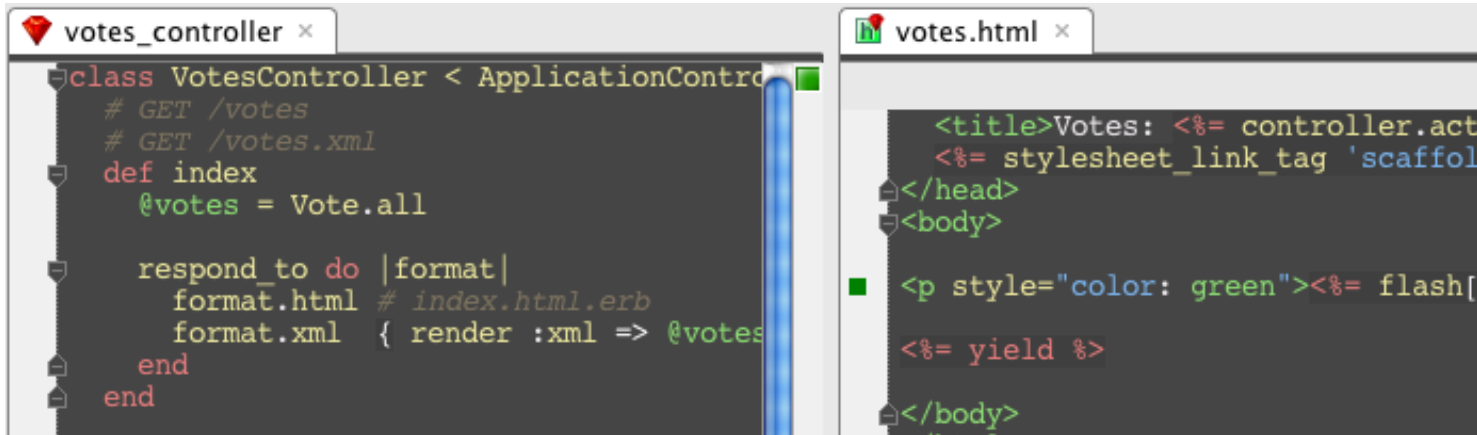 votes_controller ×
class VotesController < ApplicationContro
# GET /votes
# GET /votes.xml
def index
@votes = Vote.all
respond_to do |format|
format.html # index.html.erb
format.xml { render :xml => @votes
end
end
votes.html ×
<title>Votes: <%= controller.act
<%= stylesheet_link_tag 'scaffol
</head>
<body>
<p style="color: green"><%= flash[
<%= yield %>
</body>